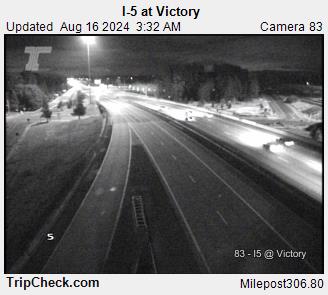 I-5 at Victory
Updated  Aug 16 2024  3:32 AM  Camera 83
T
S
83 - I5 @ Victory
TripCheck.com  Milepost306.80